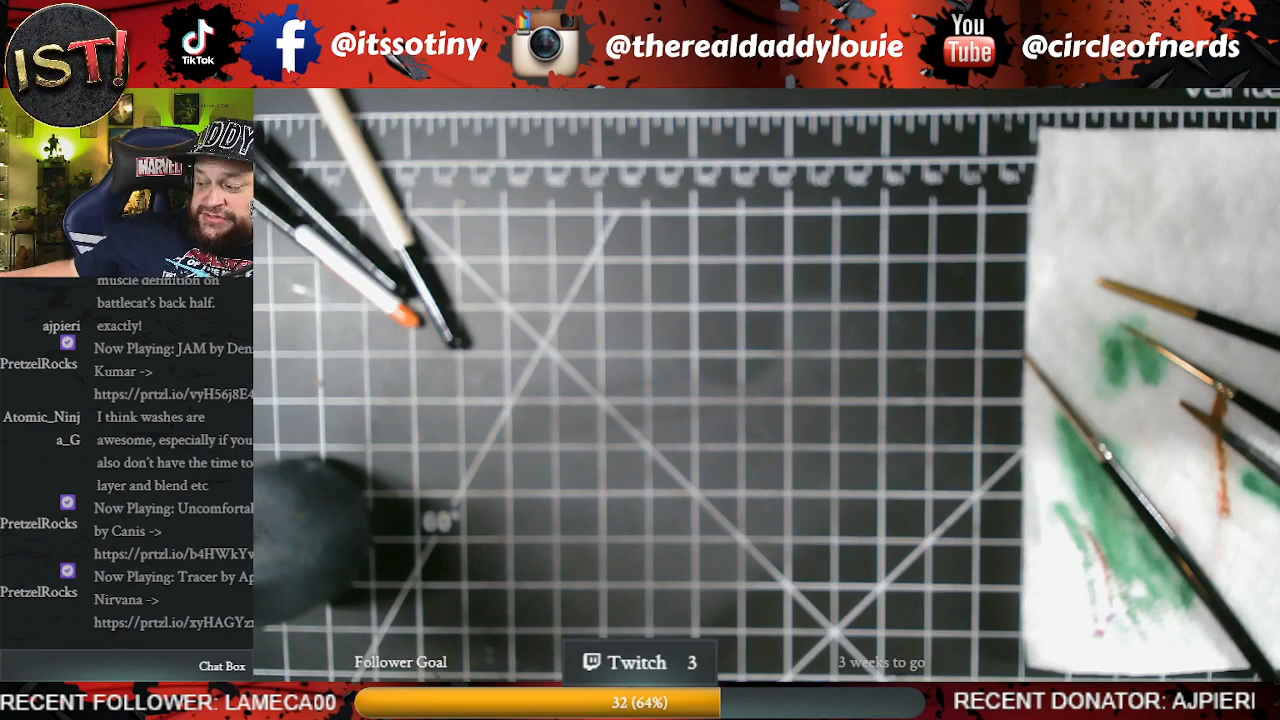 IST!
TikTok
f @itssotiny
@therealdaddylouie
You Tube @circleofnerds
DADDY
MARVEL
muscle definition on
battlecat's back half.
ajpieri exactly!
PretzelRocks Now Playing: JAM by Den
Kumar ->
https://prtzl.io/vyH56j8E4
Atomic_Ninj I think washes are
a_G awesome, especially if you
also don't have the time to
layer and blend etc
PretzelRocks Now Playing: Uncomfortal
by Canis ->
https://prtzl.io/b4HWkYv
PretzelRocks Now Playing: Tracer by Ap
Nirvana ->
https://prtzl.io/xyHAGYz
Chat Box
60°
Follower Goal
Twitch 3
3 weeks to go
RECENT FOLLOWER: LAMECA00
32 (64%)
RECENT DONATOR: AJPIERI